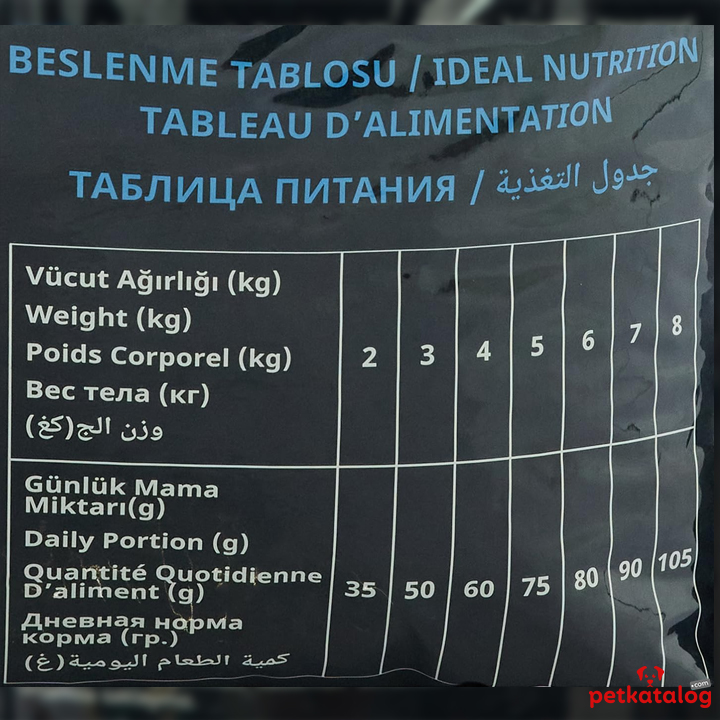 BESLENME TABLOSU / IDEAL NUTRITION
TABLEAU D'ALIMENTATION
ТАБЛИЦА ПИТАНИЯ / جدول التغذية
Vücut Ağırlığı (kg)
Weight (kg)
Poids Corporel (kg)
Вес тела (кг)
وزن الج(كغ)
2 3 4 5 6 7 8
Günlük Mama
Miktarı(g)
Daily Portion (g)
Quantité Quotidienne
D'aliment (g)
Дневная норма
корма (гр.)
كمية الطعام اليومية(غ)
35 50 60 75 80 90 105
petkatalog
.com